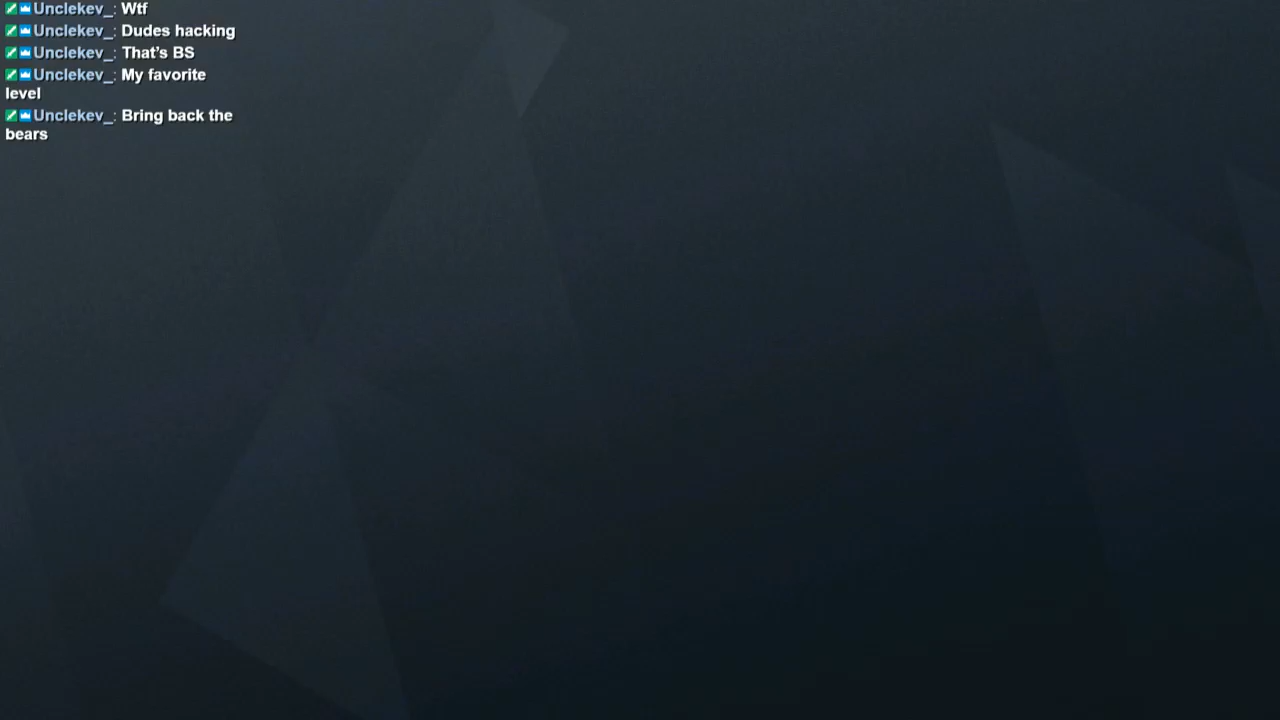 Unclekev_: Wtf
Unclekev_: Dudes hacking
Unclekev_: That’s BS
Unclekev_: My favorite
level
Unclekev_: Bring back the
bears